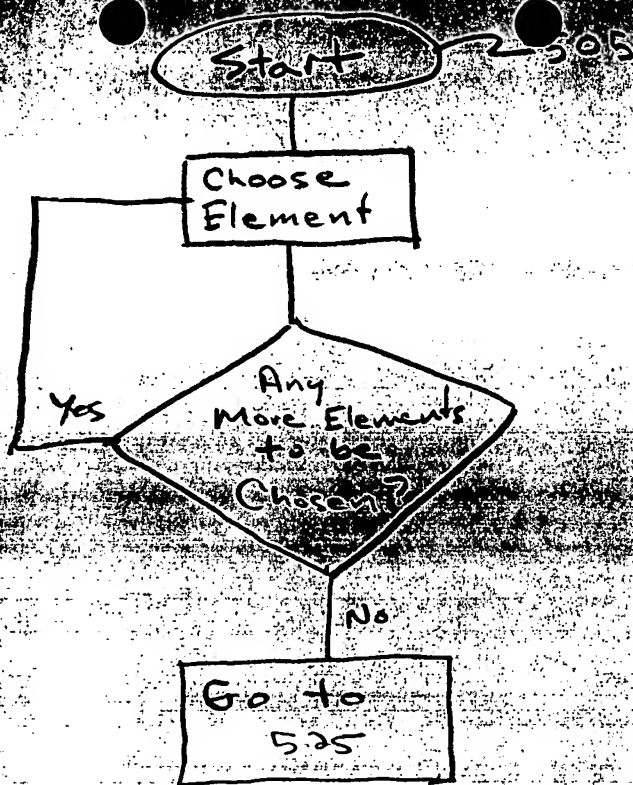 Start
505
Choose
Element
Any
More Elements
to be
Chosen?
Yes
No
Go to
525